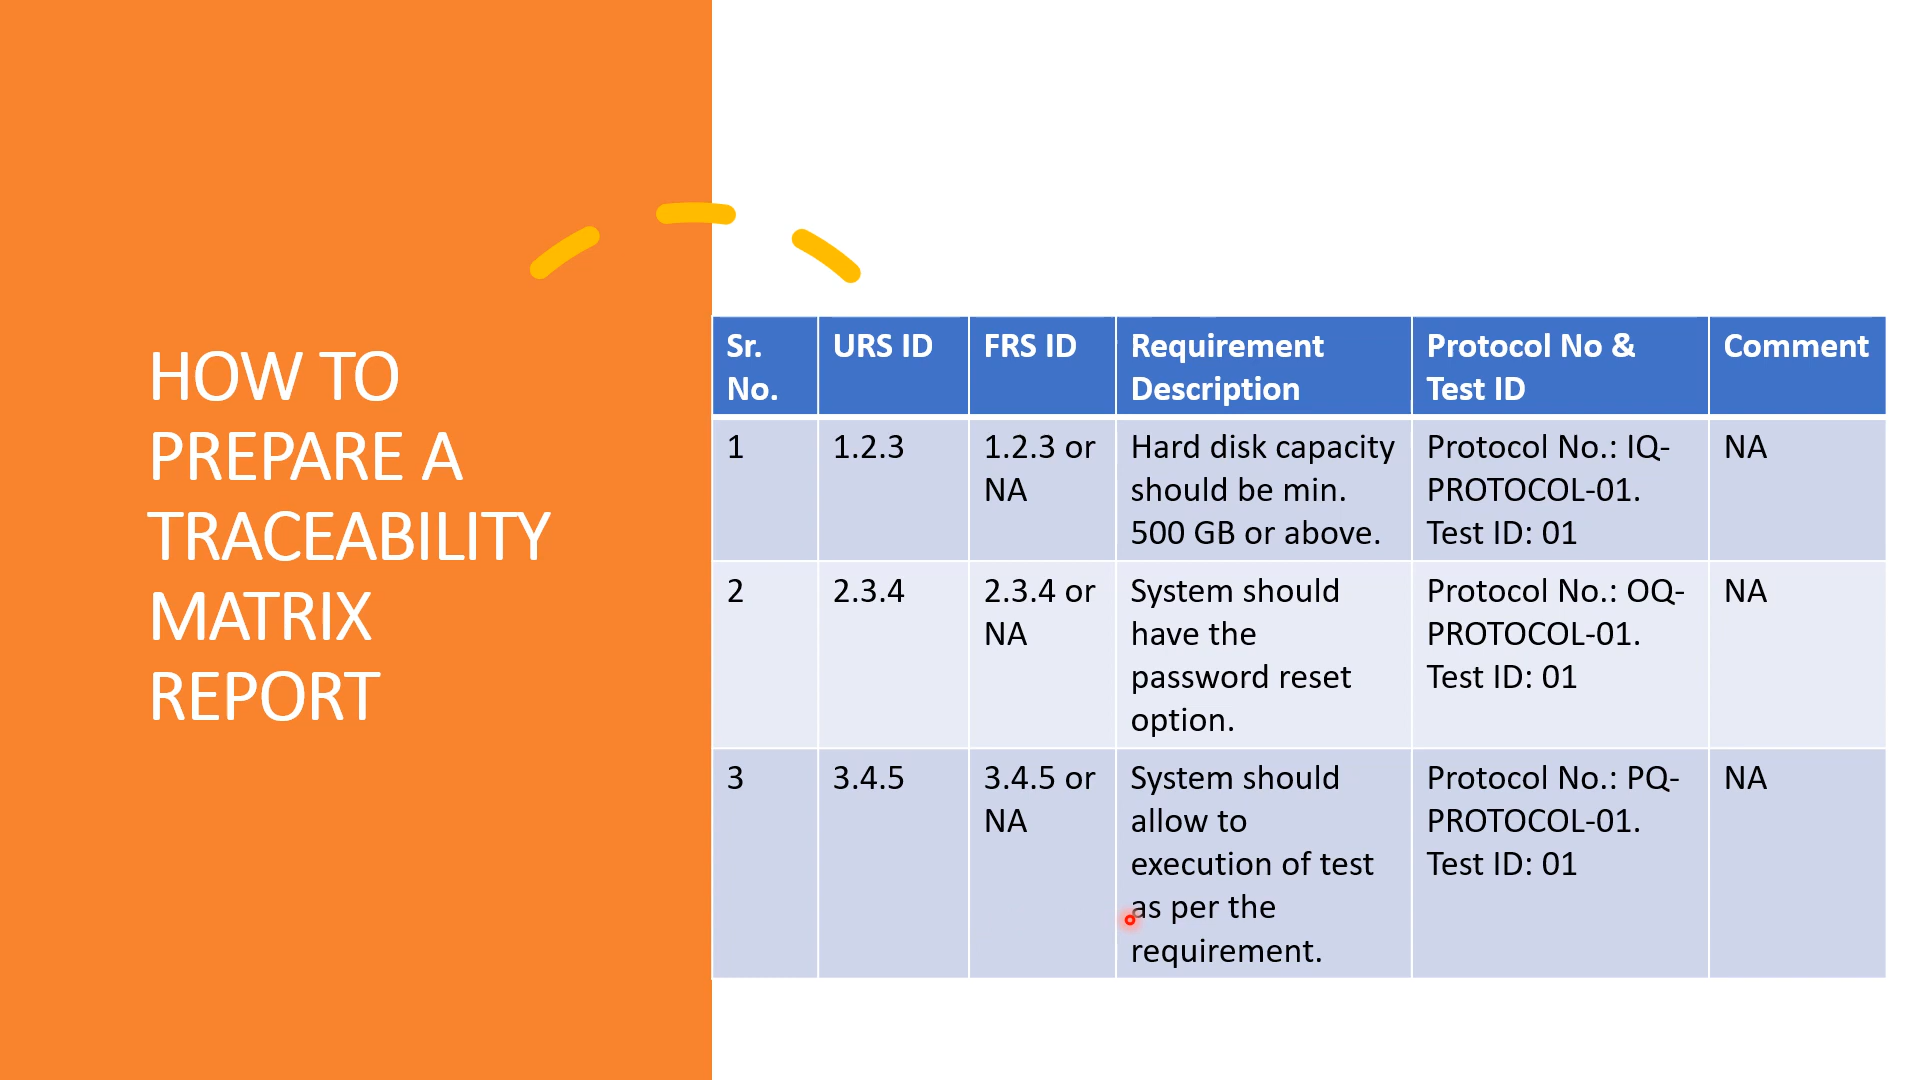 HOW TO
PREPARE A
TRACEABILITY
MATRIX
REPORT
Sr. No. URS ID FRS ID Requirement Description Protocol No & Test ID Comment
1 1.2.3 1.2.3 or NA Hard disk capacity should be min. 500 GB or above. Protocol No.: IQ-PROTOCOL-01. Test ID: 01 NA
2 2.3.4 2.3.4 or NA System should have the password reset option. Protocol No.: OQ-PROTOCOL-01. Test ID: 01 NA
3 3.4.5 3.4.5 or NA System should allow to execution of test as per the requirement. Protocol No.: PQ-PROTOCOL-01. Test ID: 01 NA